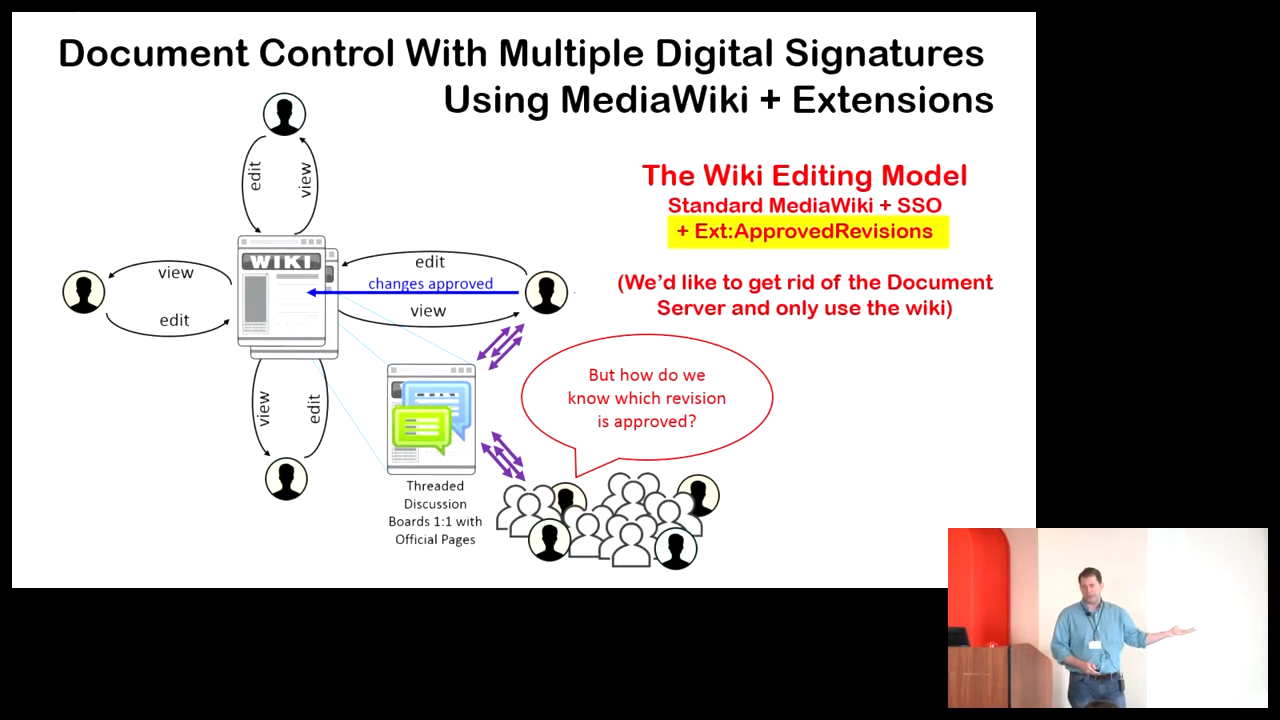 Document Control With Multiple Digital Signatures
Using MediaWiki + Extensions
The Wiki Editing Model
Standard MediaWiki + SSO
+ Ext:ApprovedRevisions
(We'd like to get rid of the Document
Server and only use the wiki)
edit
view
WIKI
view
edit
edit
changes approved
view
view
edit
But how do we
know which revision
is approved?
Threaded
Discussion
Boards 1:1 with
Official Pages